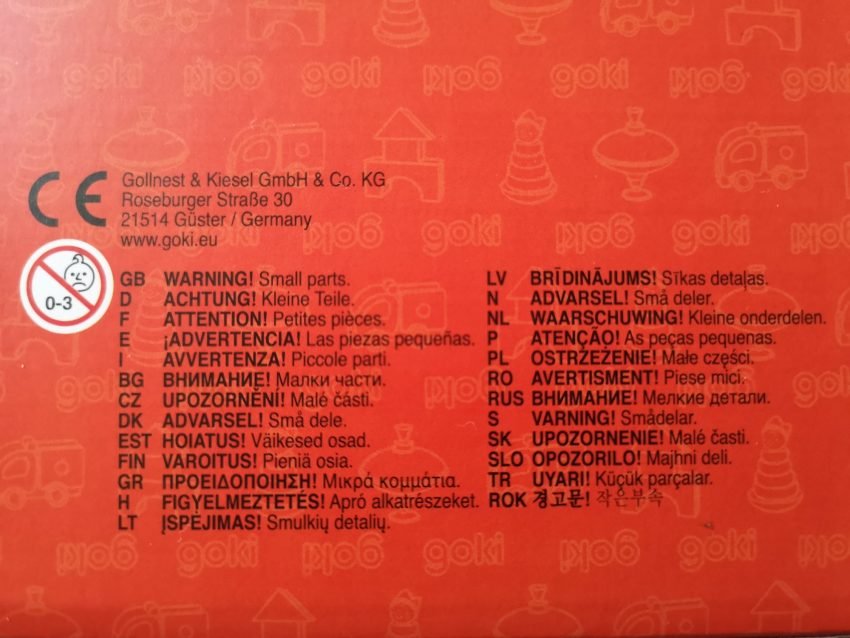 CE
Gollnest & Kiesel GmbH & Co. KG
Roseburger Straße 30
21514 Güster / Germany
www.goki.eu
0-3
GB WARNING! Small parts.
D ACHTUNG! Kleine Teile.
F ATTENTION! Petites pièces.
E ¡ADVERTENCIA! Las piezas pequeñas.
I AVVERTENZA! Piccole parti.
BG ВНИМАНИЕ! Малки части.
CZ UPOZORNĚNÍ! Malé části.
DK ADVARSEL! Små dele.
EST HOIATUS! Väikesed osad.
FIN VAROITUS! Pieniä osia.
GR ΠΡΟΕΙΔΟΠΟΙΗΣΗ! Μικρά κομμάτια.
H FIGYELMEZTETÉS! Apró alkatrészeket.
LT ĮSPĖJIMAS! Smulkių detalių.
LV BRĪDINĀJUMS! Sīkas detaļas.
N ADVARSEL! Små deler.
NL WAARSCHUWING! Kleine onderdelen.
P ATENÇÃO! As peças pequenas.
PL OSTRZEŻENIE! Małe części.
RO AVERTISMENT! Piese mici.
RUS ВНИМАНИЕ! Мелкие детали.
S VARNING! Smådelar.
SK UPOZORNENIE! Malé časti.
SLO OPOZORILO! Majhni deli.
TR UYARI! Küçük parçalar.
ROK 경고문! 작은부속